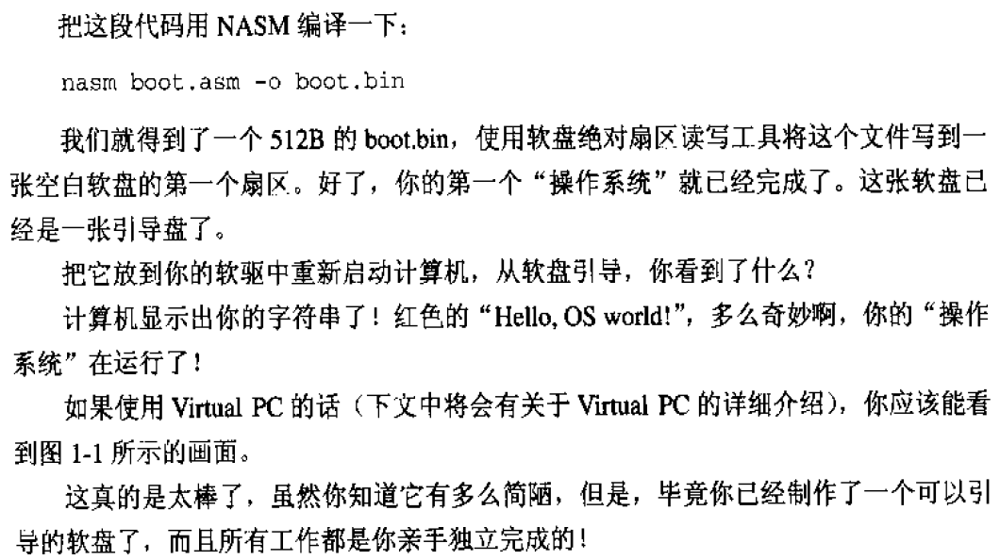 把这段代码用 NASM 编译一下：
nasm boot.asm -o boot.bin
我们就得到了一个 512B 的 boot.bin，使用软盘绝对扇区读写工具将这个文件写到一
张空白软盘的第一个扇区。好了，你的第一个“操作系统”就已经完成了。这张软盘已
经是一张引导盘了。
把它放到你的软驱中重新启动计算机，从软盘引导，你看到了什么？
计算机显示出你的字符串了！红色的“Hello, OS world!”，多么奇妙啊，你的“操作
系统”在运行了！
如果使用 Virtual PC 的话（下文中将会有关于 Virtual PC 的详细介绍），你应该能看
到图 1-1 所示的画面。
这真的是太棒了，虽然你知道它有多么简陋，但是，毕竟你已经制作了一个可以引
导的软盘了，而且所有工作都是你亲手独立完成的！